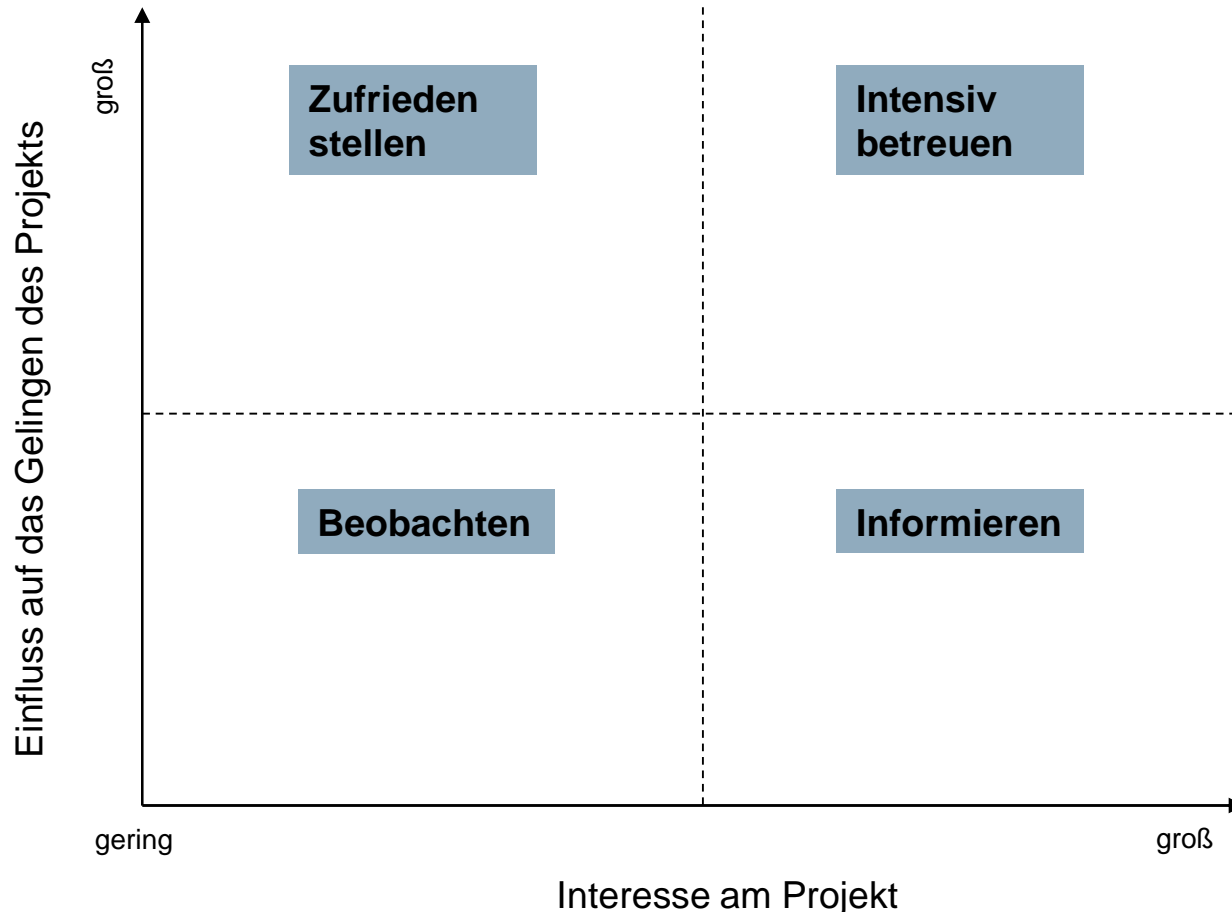 groß
Einfluss auf das Gelingen des Projekts
Zufrieden
stellen
Intensiv
betreuen
Beobachten
Informieren
gering
groß
Interesse am Projekt